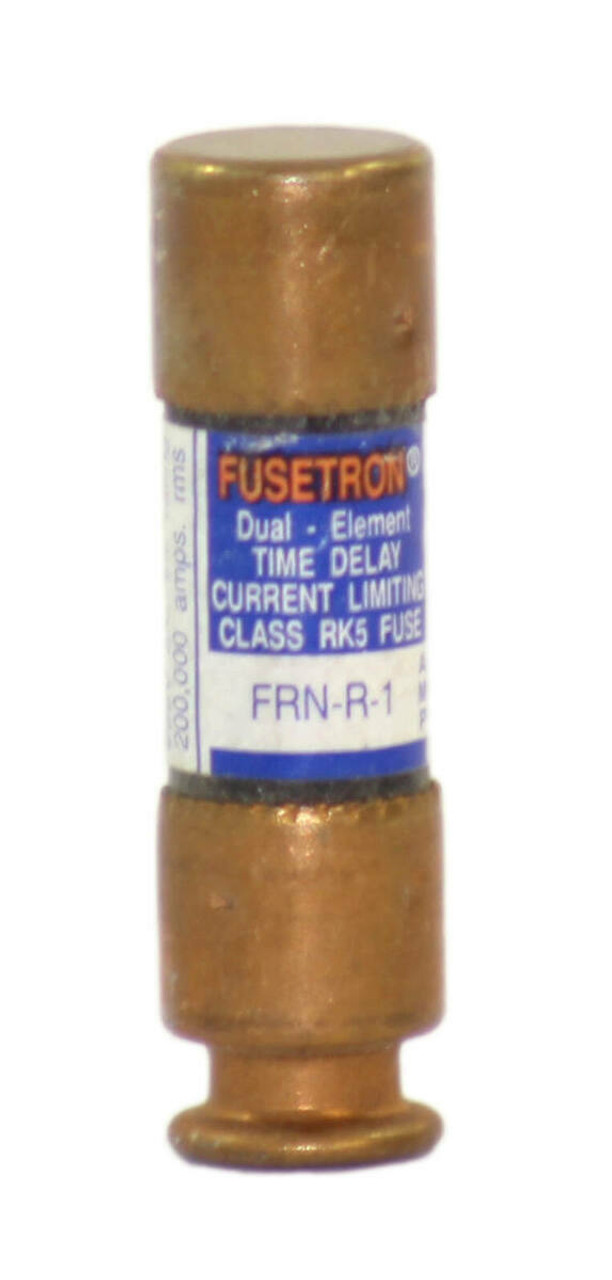 FUSETRON®
Dual - Element
TIME DELAY
CURRENT LIMITING
CLASS RK5 FUSE
FRN-R-1
200,000 amps. rms